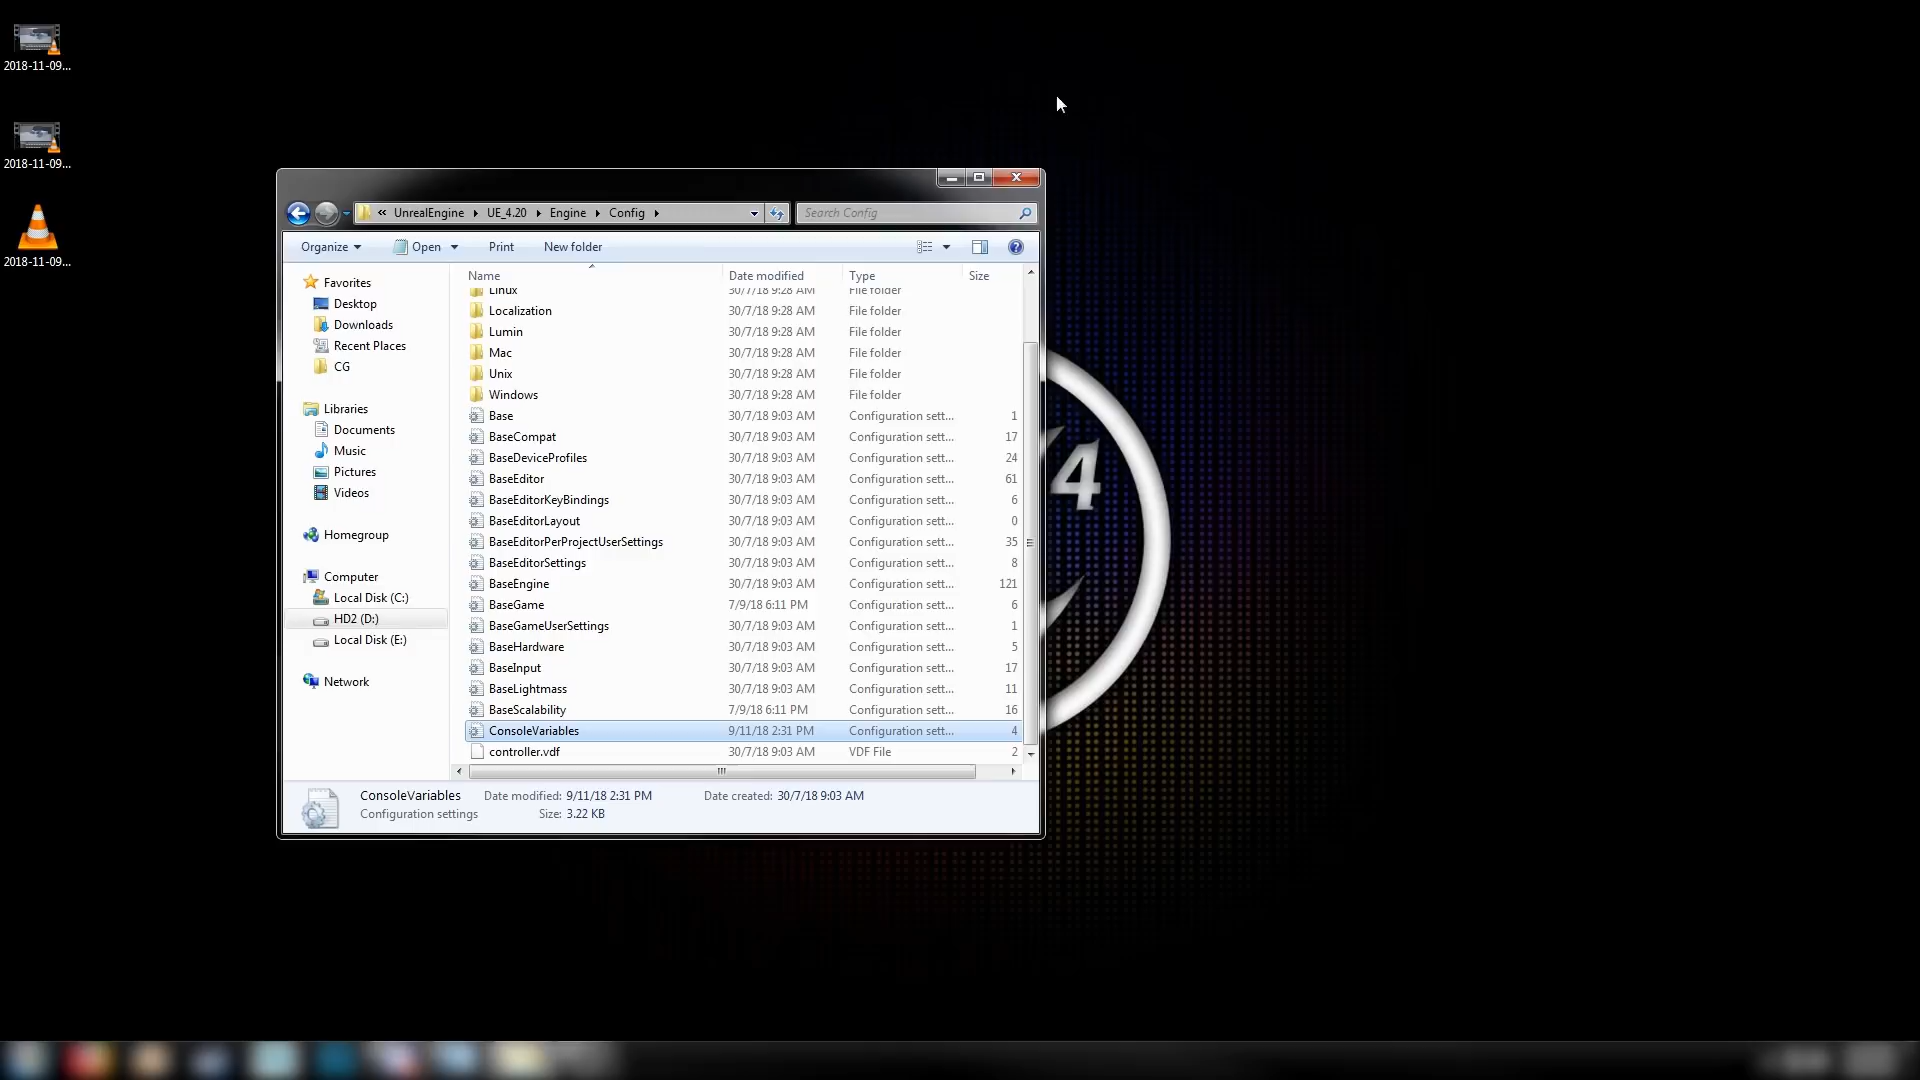 2018-11-09...
2018-11-09...
2018-11-09...
« UnrealEngine UE_4.20 Engine Config
Search Config
Organize Open Print New folder
Name Date modified Type Size
Linux 30/7/18 9:28 AM File folder
Localization 30/7/18 9:28 AM File folder
Lumin 30/7/18 9:28 AM File folder
Mac 30/7/18 9:28 AM File folder
Unix 30/7/18 9:28 AM File folder
Windows 30/7/18 9:28 AM File folder
Base 30/7/18 9:03 AM Configuration sett... 1
BaseCompat 30/7/18 9:03 AM Configuration sett... 17
BaseDeviceProfiles 30/7/18 9:03 AM Configuration sett... 24
BaseEditor 30/7/18 9:03 AM Configuration sett... 61
BaseEditorKeyBindings 30/7/18 9:03 AM Configuration sett... 6
BaseEditorLayout 30/7/18 9:03 AM Configuration sett... 0
BaseEditorPerProjectUserSettings 30/7/18 9:03 AM Configuration sett... 35
BaseEditorSettings 30/7/18 9:03 AM Configuration sett... 8
BaseEngine 30/7/18 9:03 AM Configuration sett... 121
BaseGame 7/9/18 6:11 PM Configuration sett... 6
BaseGameUserSettings 30/7/18 9:03 AM Configuration sett... 1
BaseHardware 30/7/18 9:03 AM Configuration sett... 5
BaseInput 30/7/18 9:03 AM Configuration sett... 17
BaseLightmass 30/7/18 9:03 AM Configuration sett... 11
BaseScalability 7/9/18 6:11 PM Configuration sett... 16
ConsoleVariables 9/11/18 2:31 PM Configuration sett... 4
controller.vdf 30/7/18 9:03 AM VDF File 2
Favorites
Desktop
Downloads
Recent Places
CG
Libraries
Documents
Music
Pictures
Videos
Homegroup
Computer
Local Disk (C:)
HD2 (D:)
Local Disk (E:)
Network
ConsoleVariables Date modified: 9/11/18 2:31 PM Date created: 30/7/18 9:03 AM
Configuration settings Size: 3.22 KB
4